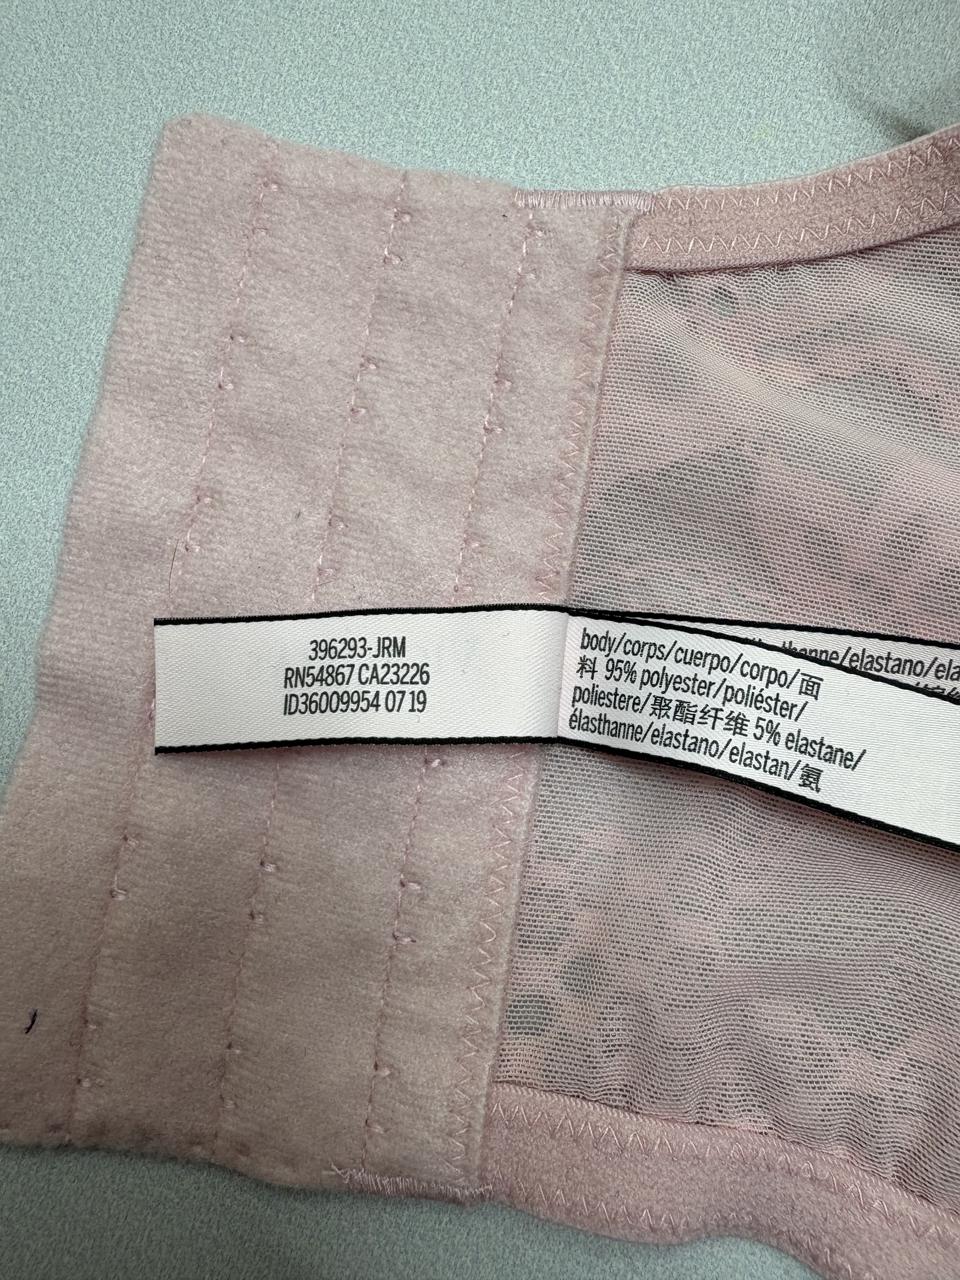 396293-JRM
RN54867 CA23226
ID36009954 07 19
body/corps/cuerpo/corpo/面
料 95% polyester/poliéster/
poliestere/聚酯纤维 5% elastane/
élasthanne/elastano/elastan/氨
/elastano/